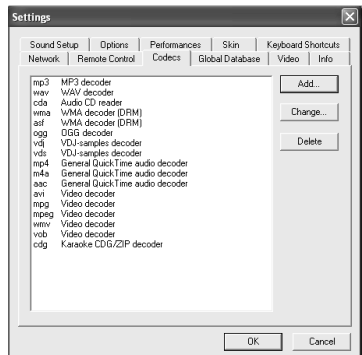 Settings
Sound Setup Options Performances Skin Keyboard Shortcuts
Network Remote Control Codecs Global Database Video Info
mp3 MP3 decoder
wav WAV decoder
cda Audio CD reader
wma WMA decoder (DRM)
asf WMA decoder (DRM)
ogg OGG decoder
vdj VDJ-samples decoder
vds VDJ-samples decoder
mp4 General QuickTime audio decoder
m4a General QuickTime audio decoder
aac General QuickTime audio decoder
avi Video decoder
mpg Video decoder
mpeg Video decoder
wmv Video decoder
vob Video decoder
cdg Karaoke CDG/ZIP decoder
Add...
Change...
Delete
OK Cancel